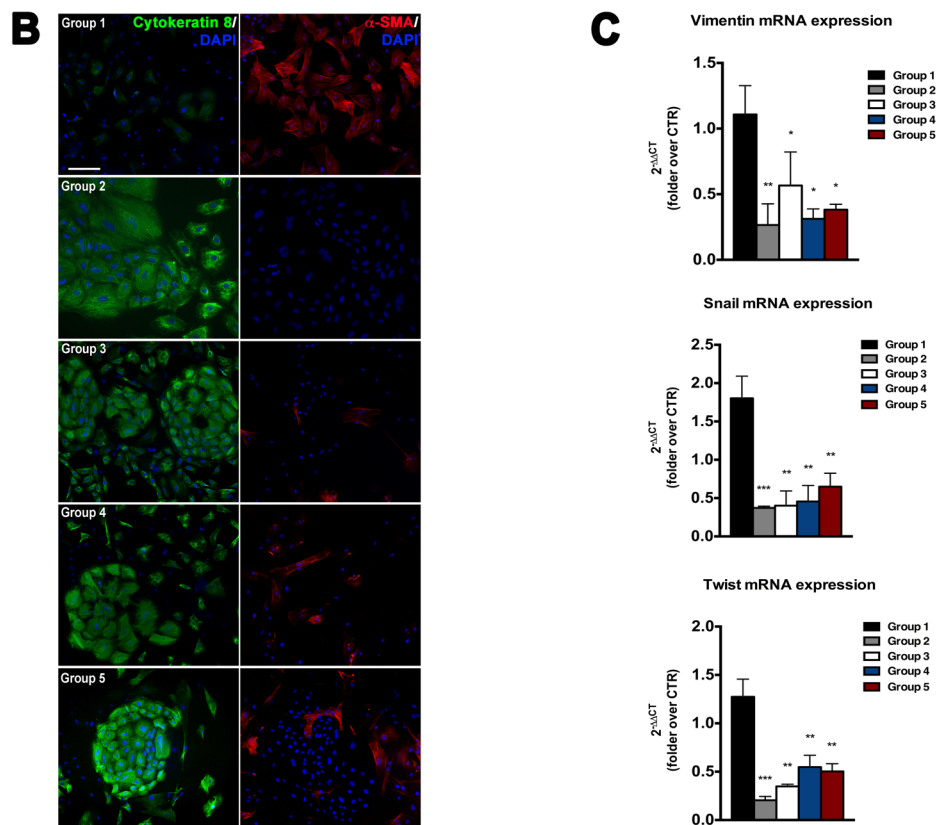 B
Group 1
Cytokeratin 8/
DAPI
α-SMA/
DAPI
Group 2
Group 3
Group 4
Group 5
C
Vimentin mRNA expression
2-ΔΔCT
(folder over CTR)
1.5
1.0
0.5
0.0
**
*
*
*
Group 1
Group 2
Group 3
Group 4
Group 5
Snail mRNA expression
2-ΔΔCT
(folder over CTR)
2.5
2.0
1.5
1.0
0.5
0.0
***
**
**
**
Group 1
Group 2
Group 3
Group 4
Group 5
Twist mRNA expression
2-ΔΔCT
(folder over CTR)
2.0
1.5
1.0
0.5
0.0
***
**
**
**
Group 1
Group 2
Group 3
Group 4
Group 5